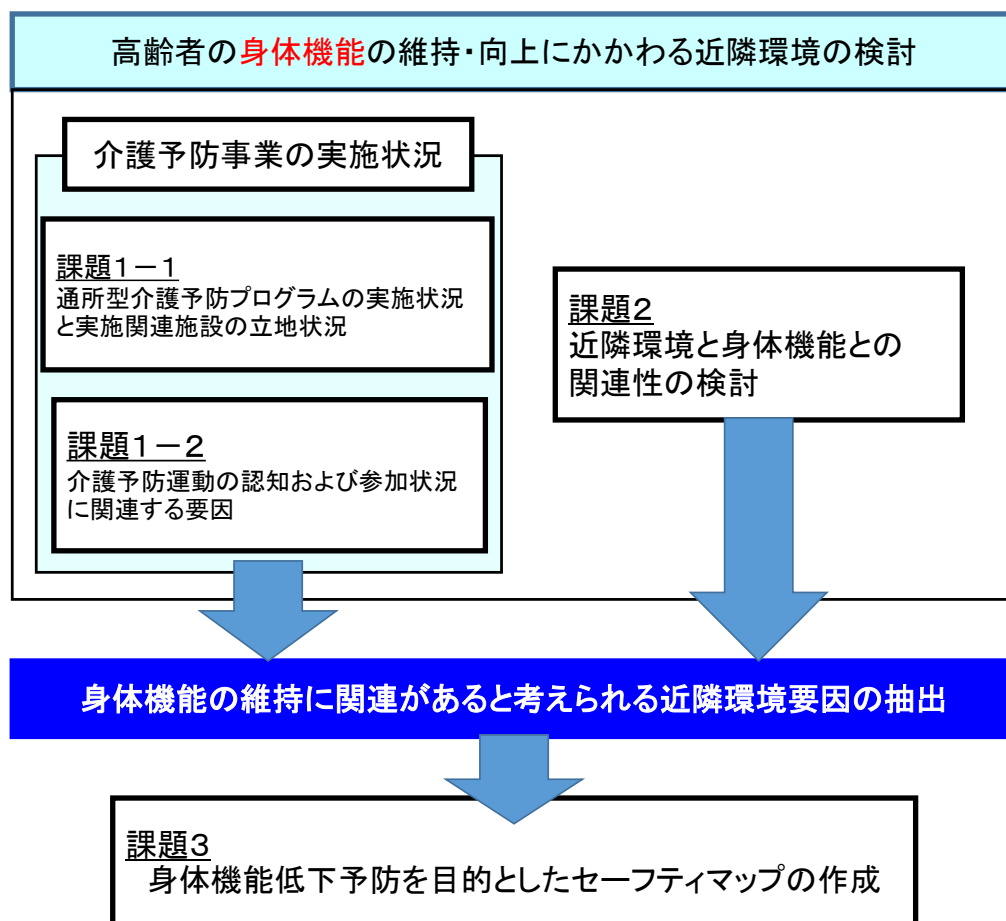 高齢者の身体機能の維持・向上にかかわる近隣環境の検討
介護予防事業の実施状況
課題１－１
通所型介護予防プログラムの実施状況
と実施関連施設の立地状況
課題１－２
介護予防運動の認知および参加状況
に関連する要因
課題２
近隣環境と身体機能との
関連性の検討
身体機能の維持に関連があると考えられる近隣環境要因の抽出
課題３
身体機能低下予防を目的としたセーフティマップの作成